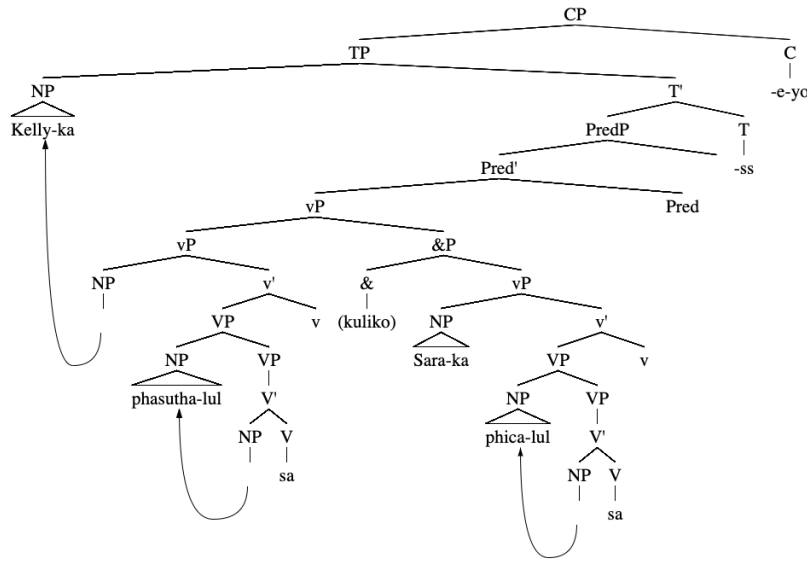 CP
TP C
NP T' -e-yo
Kelly-ka PredP T
Pred' -ss
vP Pred
vP &P
NP v' & vP
VP v (kuliko) NP v'
NP VP Sara-ka VP v
phasutha-lul V' NP VP
NP V phica-lul V'
sa NP V
sa